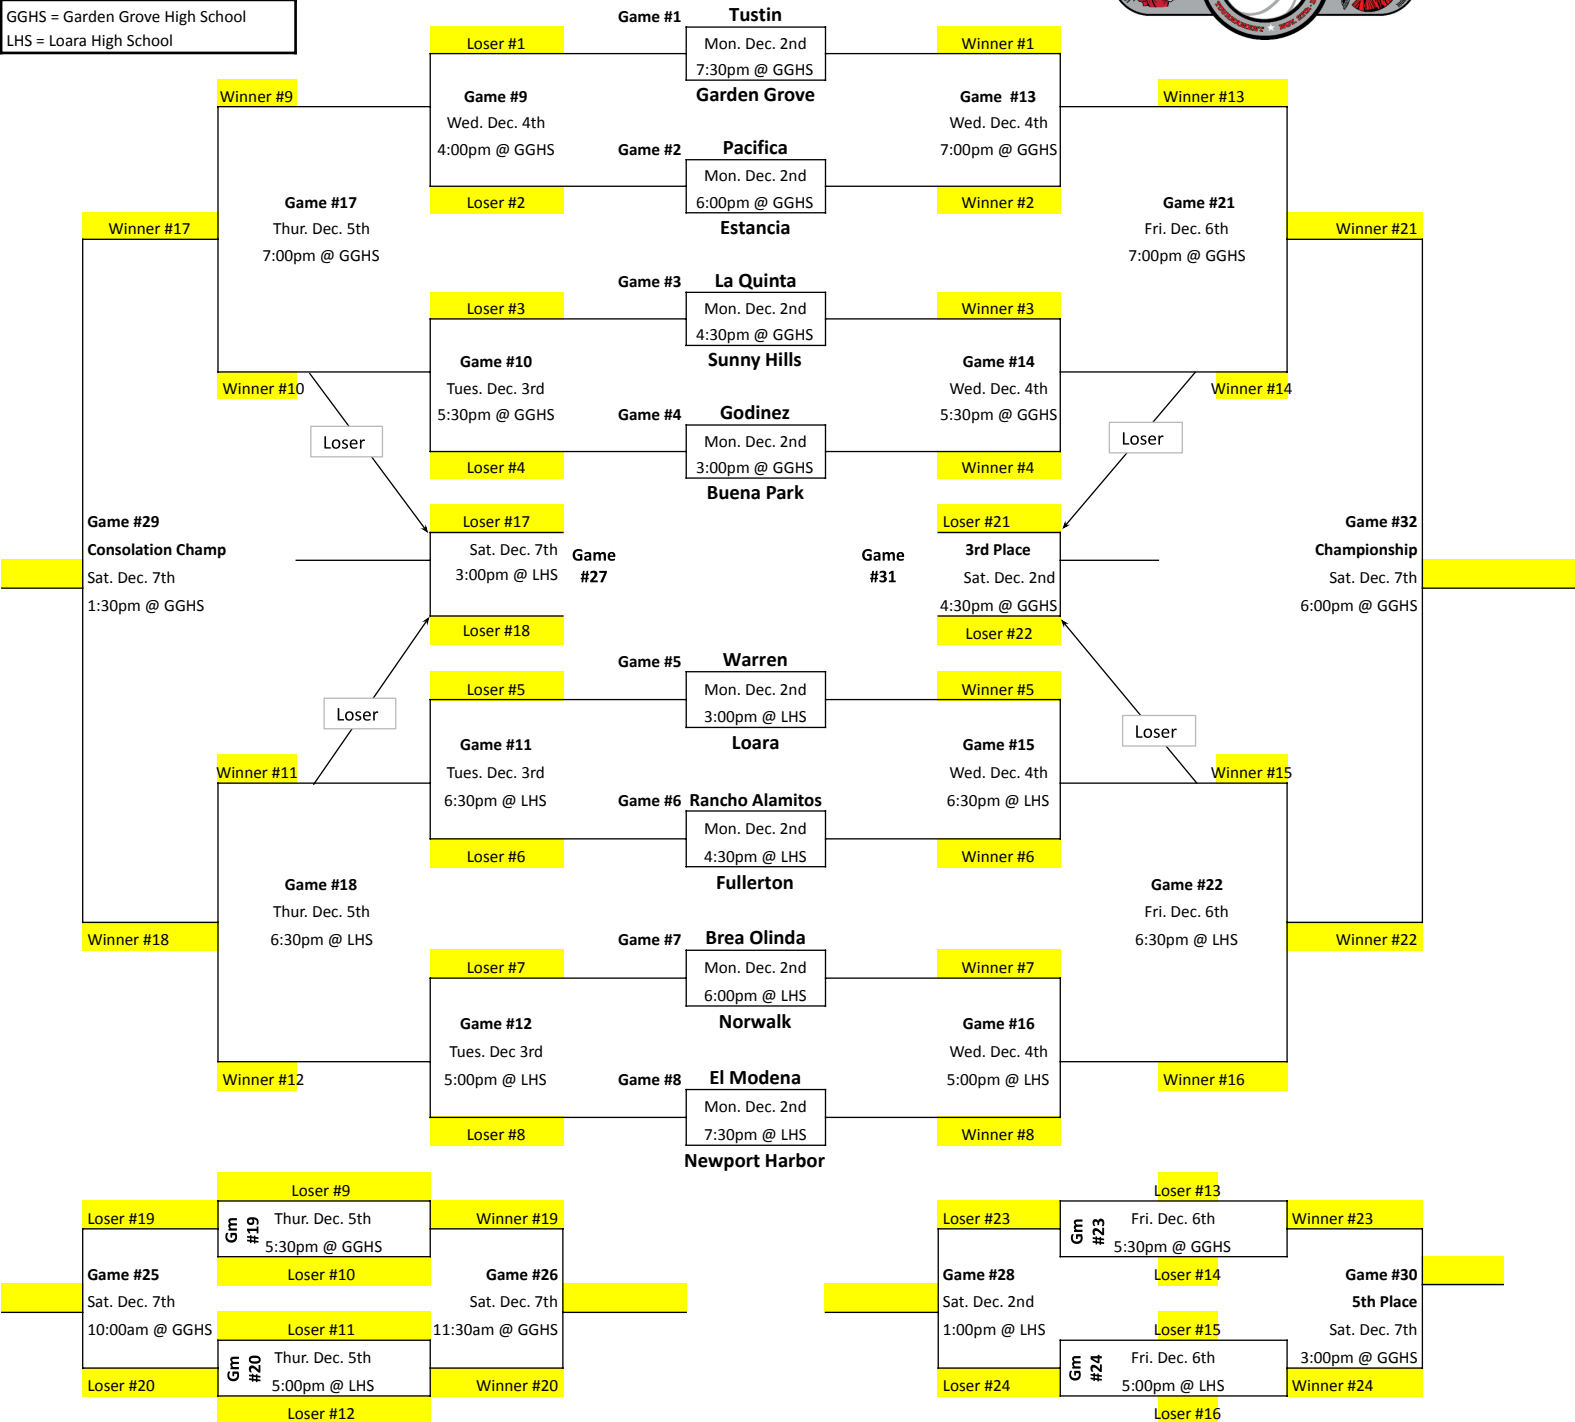 GGHS = Garden Grove High School
LHS = Loara High School
TOURNAMENT
Game #1
Tustin
Loser #1
Mon. Dec. 2nd
Winner #1
7:30pm @ GGHS
Winner #9
Game #9
Garden Grove
Game #13
Winner #13
Wed. Dec. 4th
Wed. Dec. 4th
4:00pm @ GGHS
Game #2
Pacifica
7:00pm @ GGHS
Mon. Dec. 2nd
Game #17
Loser #2
6:00pm @ GGHS
Winner #2
Game #21
Winner #17
Thur. Dec. 5th
Estancia
Fri. Dec. 6th
Winner #21
7:00pm @ GGHS
7:00pm @ GGHS
Game #3
La Quinta
Loser #3
Mon. Dec. 2nd
Winner #3
4:30pm @ GGHS
Game #10
Sunny Hills
Game #14
Winner #10
Tues. Dec. 3rd
Wed. Dec. 4th
Winner #14
5:30pm @ GGHS
Game #4
Godinez
5:30pm @ GGHS
Loser
Mon. Dec. 2nd
Loser
Loser #4
3:00pm @ GGHS
Winner #4
Buena Park
Game #29
Loser #17
Loser #21
Game #32
Consolation Champ
Sat. Dec. 7th
Game
#27
Game
#31
3rd Place
Championship
Sat. Dec. 7th
3:00pm @ LHS
Sat. Dec. 2nd
Sat. Dec. 7th
1:30pm @ GGHS
4:30pm @ GGHS
6:00pm @ GGHS
Loser #18
Loser #22
Game #5
Warren
Loser #5
Mon. Dec. 2nd
Winner #5
Loser
3:00pm @ LHS
Loser
Game #11
Loara
Game #15
Winner #11
Tues. Dec. 3rd
Wed. Dec. 4th
Winner #15
6:30pm @ LHS
Game #6
Rancho Alamitos
6:30pm @ LHS
Mon. Dec. 2nd
Loser #6
4:30pm @ LHS
Winner #6
Game #18
Fullerton
Game #22
Thur. Dec. 5th
Fri. Dec. 6th
Winner #18
6:30pm @ LHS
Game #7
Brea Olinda
6:30pm @ LHS
Winner #22
Loser #7
Mon. Dec. 2nd
Winner #7
6:00pm @ LHS
Game #12
Norwalk
Game #16
Tues. Dec 3rd
Wed. Dec. 4th
Winner #12
5:00pm @ LHS
Game #8
El Modena
5:00pm @ LHS
Winner #16
Mon. Dec. 2nd
Loser #8
7:30pm @ LHS
Winner #8
Newport Harbor
Loser #9
Loser #13
Loser #19
Gm
#19
Thur. Dec. 5th
Winner #19
Loser #23
Gm
#23
Fri. Dec. 6th
Winner #23
5:30pm @ GGHS
5:30pm @ GGHS
Game #25
Loser #10
Game #26
Game #28
Loser #14
Game #30
Sat. Dec. 7th
Sat. Dec. 7th
Sat. Dec. 2nd
5th Place
10:00am @ GGHS
Loser #11
11:30am @ GGHS
1:00pm @ LHS
Loser #15
Sat. Dec. 7th
Gm
#20
Thur. Dec. 5th
Gm
#24
Fri. Dec. 6th
3:00pm @ GGHS
Loser #20
5:00pm @ LHS
Winner #20
Loser #24
5:00pm @ LHS
Winner #24
Loser #12
Loser #16